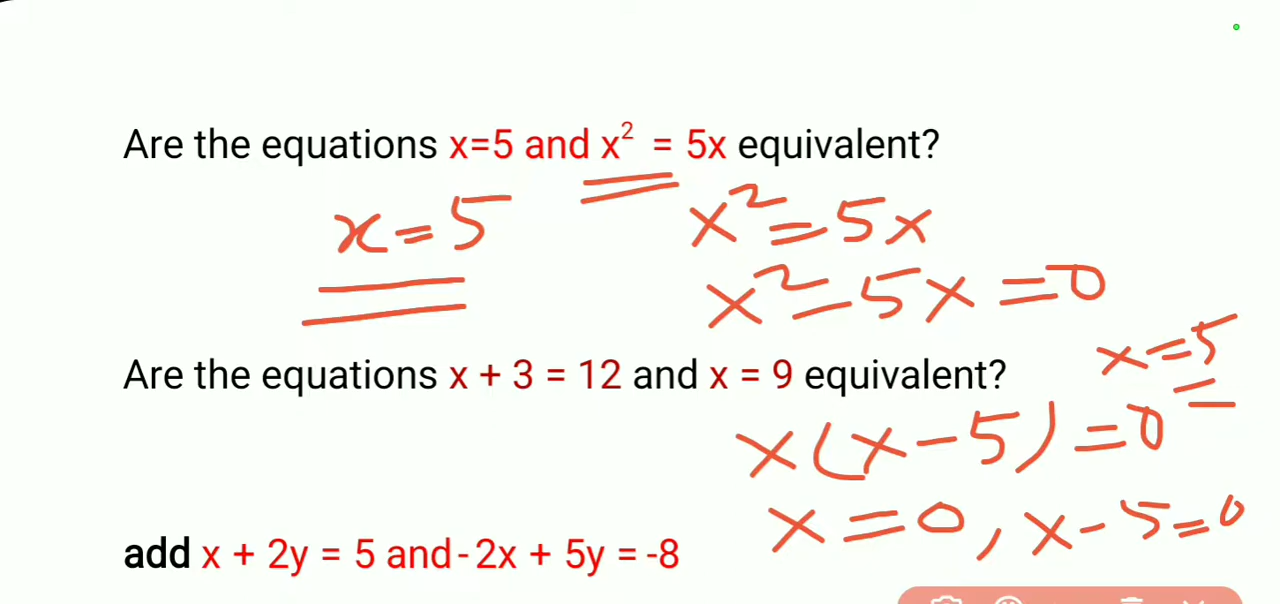 Are the equations x=5 and x² = 5x equivalent?
x=5
x²=5x
x²-5x=0
x=5
Are the equations x + 3 = 12 and x = 9 equivalent?
x(x-5)=0
x=0, x-5=0
add x + 2y = 5 and - 2x + 5y = -8